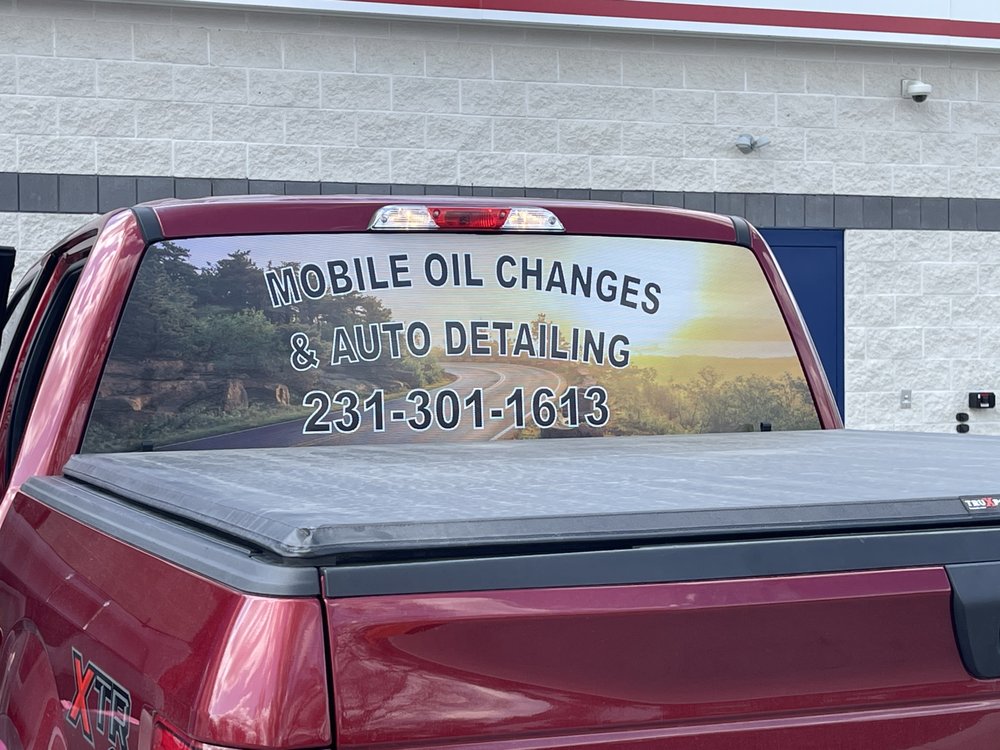 MOBILE OIL CHANGES
& AUTO DETAILING
231-301-1613
XTR